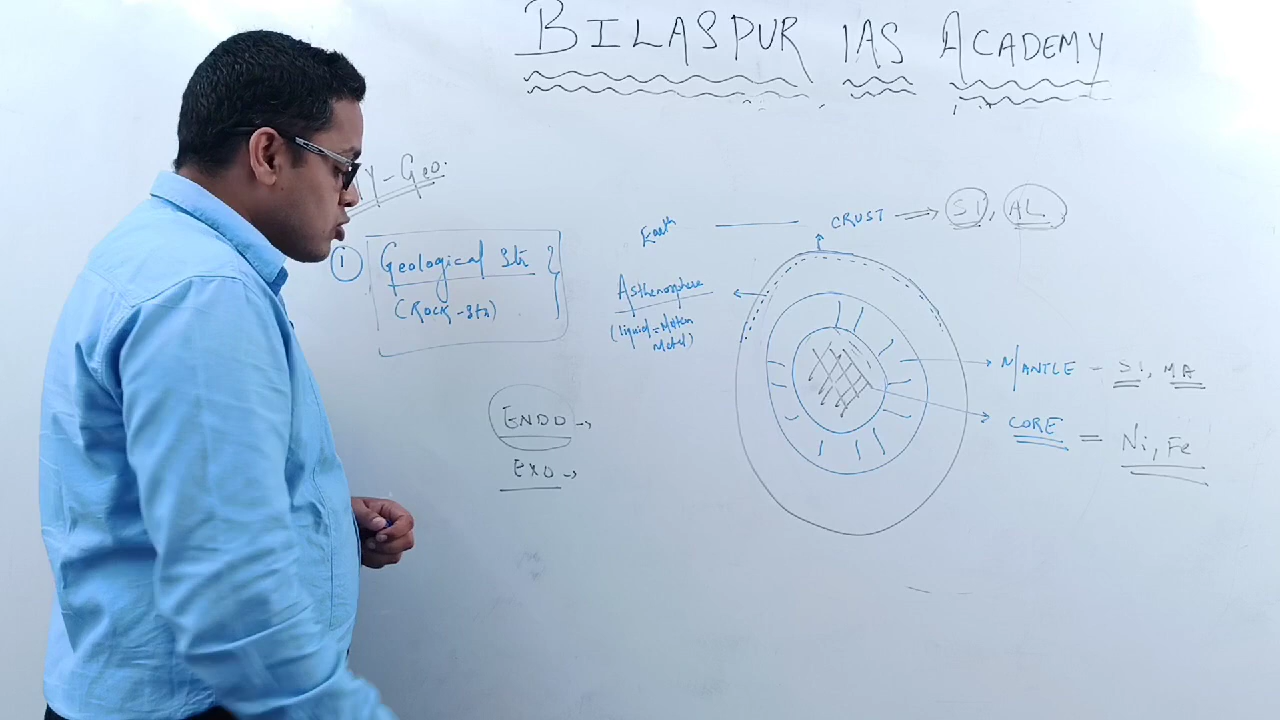 BILASPUR IAS ACADEMY
Y-Geo.
1 Geological Str
(Rock-Str)
ENDO→
EXO→
Earth
CRUST ⇒ SI, AL
Asthenosphere
(liquid=Molten
Metal)
MANTLE - SI, MA
CORE = Ni, Fe